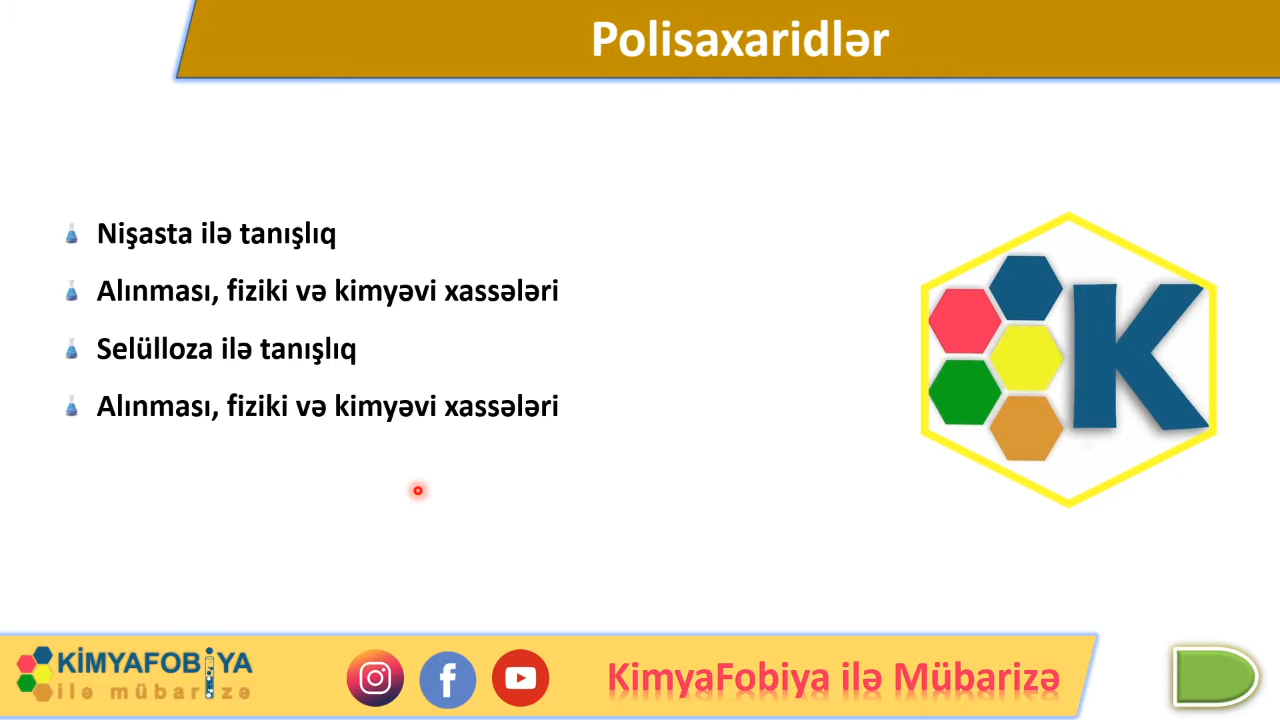 Polisaxaridlər
Nişasta ilə tanışlıq
Alınması, fiziki və kimyəvi xassələri
Selülloza ilə tanışlıq
Alınması, fiziki və kimyəvi xassələri
K
KİMYAFOBİYA
ilə mübarizə
KimyaFobiya ilə Mübarizə